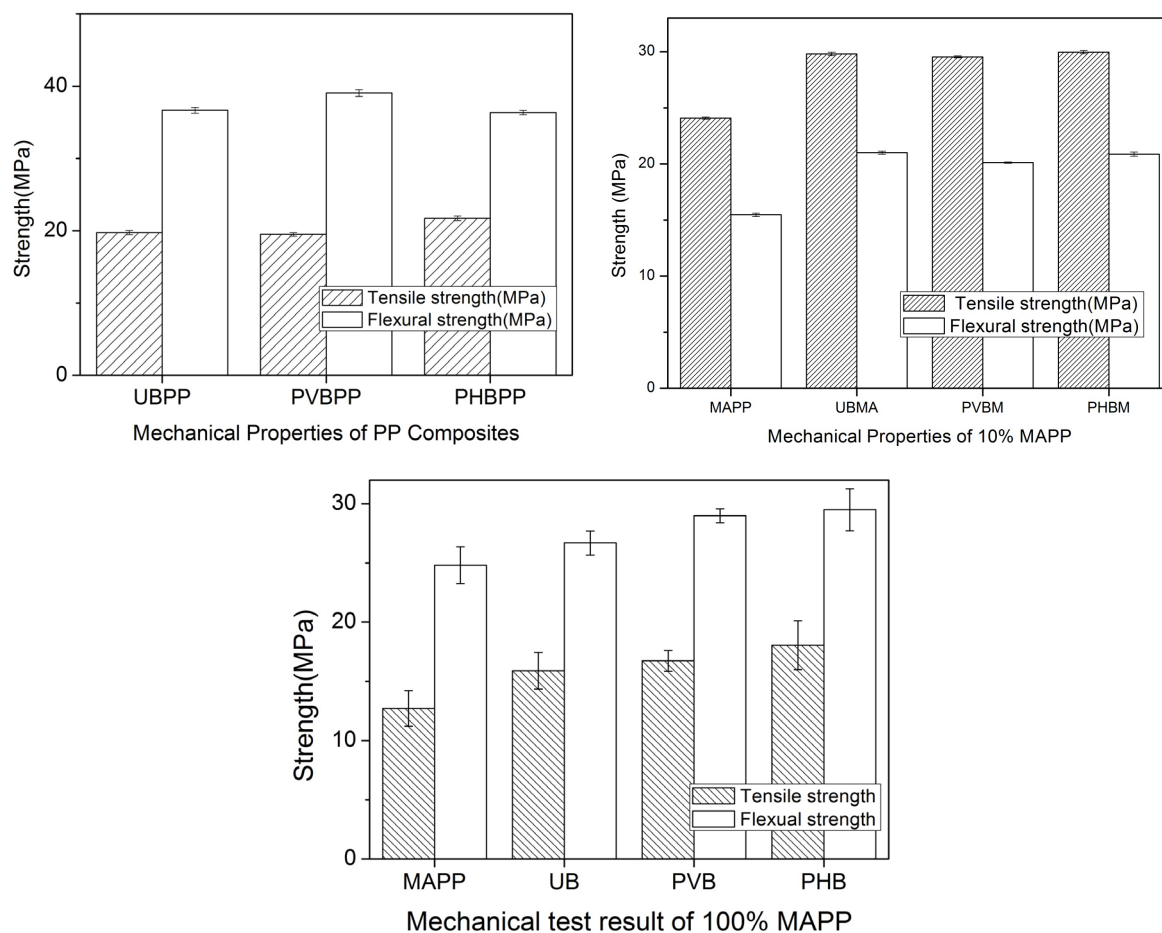 40
20
0
Strength(MPa)
Tensile strength(MPa)
Flexural strength(MPa)
UBPP PVBPP PHBPP
Mechanical Properties of PP Composites
30
20
10
0
Strength (MPa)
Tensile strength(MPa)
Flexural strength(MPa)
MAPP UBMA PVBM PHBM
Mechanical Properties of 10% MAPP
30
20
10
0
Strength(MPa)
Tensile strength
Flexual strength
MAPP UB PVB PHB
Mechanical test result of 100% MAPP